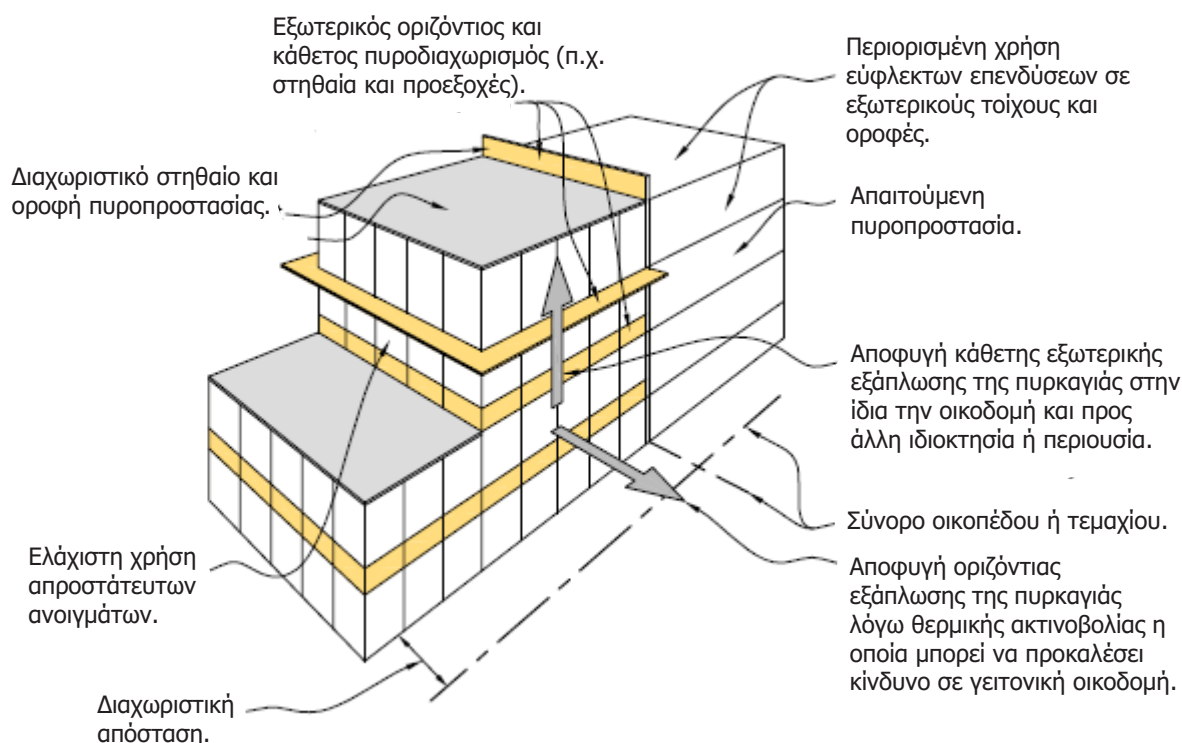 Εξωτερικός οριζόντιος και
κάθετος πυροδιαχωρισμός (π.χ.
στηθαία και προεξοχές).
Περιορισμένη χρήση
εύφλεκτων επενδύσεων σε
εξωτερικούς τοίχους και
οροφές.
Διαχωριστικό στηθαίο και
οροφή πυροπροστασίας.
Απαιτούμενη
πυροπροστασία.
Αποφυγή κάθετης εξωτερικής
εξάπλωσης της πυρκαγιάς στην
ίδια την οικοδομή και προς
άλλη ιδιοκτησία ή περιουσία.
Σύνορο οικοπέδου ή τεμαχίου.
Ελάχιστη χρήση
απροστάτευτων
ανοιγμάτων.
Αποφυγή οριζόντιας
εξάπλωσης της πυρκαγιάς
λόγω θερμικής ακτινοβολίας η
οποία μπορεί να προκαλέσει
κίνδυνο σε γειτονική οικοδομή.
Διαχωριστική
απόσταση.